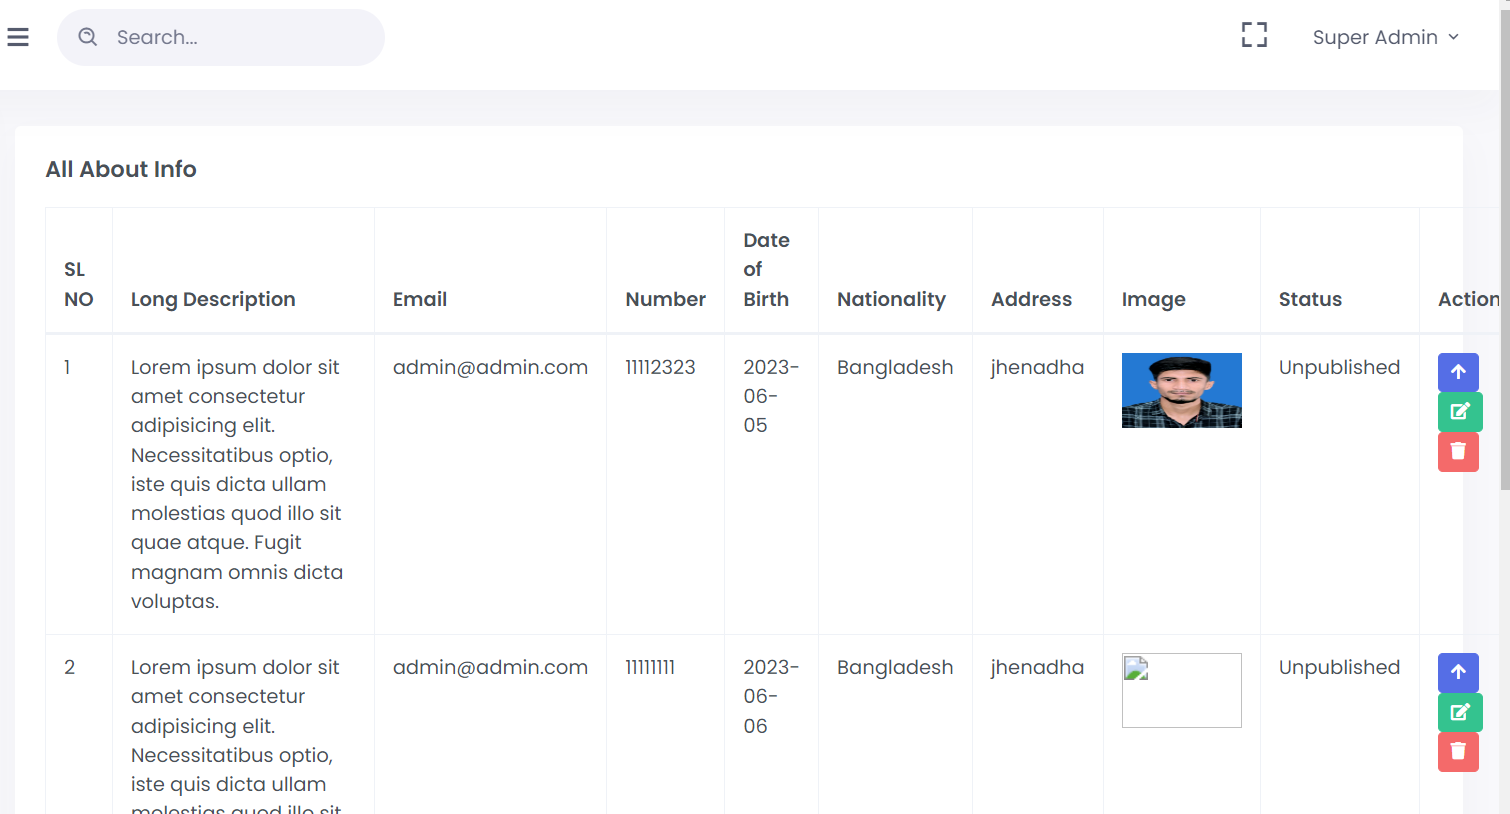 Search...
Super Admin
All About Info
SL
NO
Long Description
Email
Number
Date
of
Birth
Nationality
Address
Image
Status
Action
1
Lorem ipsum dolor sit
amet consectetur
adipisicing elit.
Necessitatibus optio,
iste quis dicta ullam
molestias quod illo sit
quae atque. Fugit
magnam omnis dicta
voluptas.
admin@admin.com
11112323
2023-
06-
05
Bangladesh
jhenadha
Unpublished
2
Lorem ipsum dolor sit
amet consectetur
adipisicing elit.
Necessitatibus optio,
iste quis dicta ullam
molestias quod illo sit
admin@admin.com
11111111
2023-
06-
06
Bangladesh
jhenadha
Unpublished